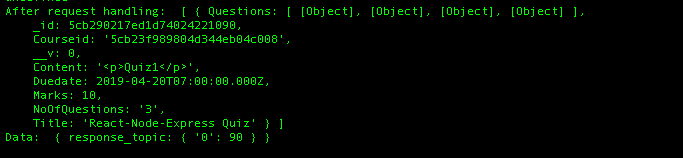 After request handling:  [ { Questions: [ [Object], [Object], [Object], [Object] ],
_id: 5cb290217ed1d74024221090,
Courseid: '5cb23f989804d344eb04c008',
__v: 0,
Content: '<p>Quiz1</p>',
Duedate: 2019-04-20T07:00:00.000Z,
Marks: 10,
NoOfQuestions: '3',
Title: 'React-Node-Express Quiz' } ]
Data:  { response_topic: { '0': 90 } }